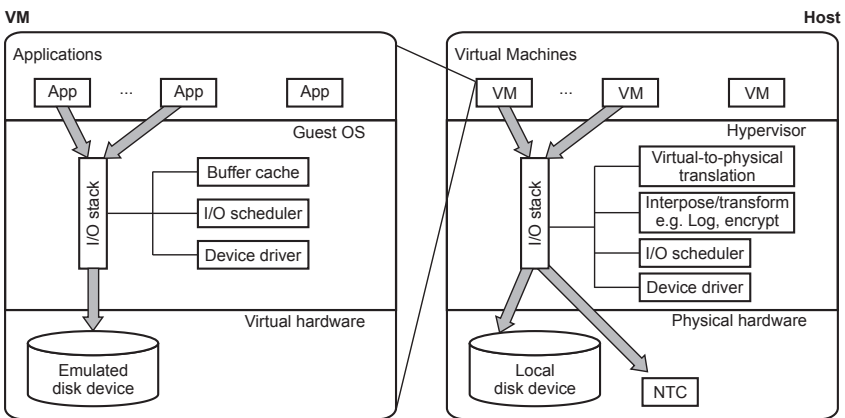 VM
Host
Applications
App
...
App
App
Guest OS
I/O stack
Buffer cache
I/O scheduler
Device driver
Virtual hardware
Emulated
disk device
Virtual Machines
VM
...
VM
VM
Hypervisor
I/O stack
Virtual-to-physical
translation
Interpose/transform
e.g. Log, encrypt
I/O scheduler
Device driver
Physical hardware
Local
disk device
NTC